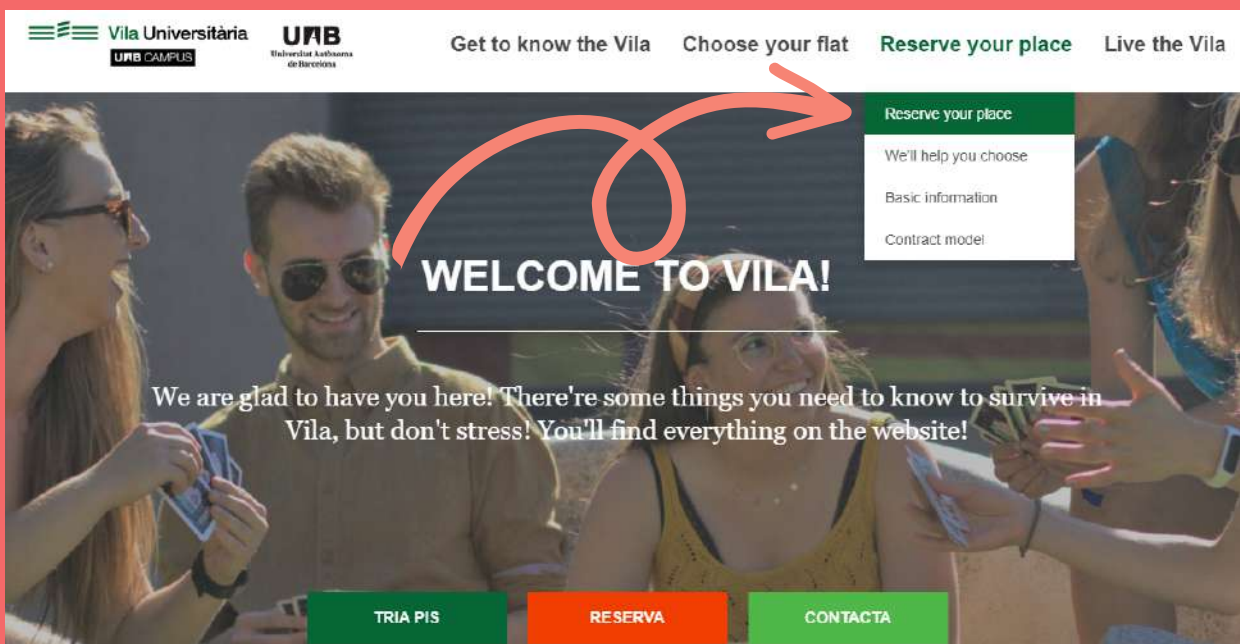 Vila Universitària
UAB CAMPUS
UAB
Universitat Autònoma
de Barcelona
Get to know the Vila
Choose your flat
Reserve your place
Live the Vila
Reserve your place
We'll help you choose
Basic information
Contract model
WELCOME TO VILA!
We are glad to have you here! There're some things you need to know to survive in
Vila, but don't stress! You'll find everything on the website!
TRIA PIS
RESERVA
CONTACTA